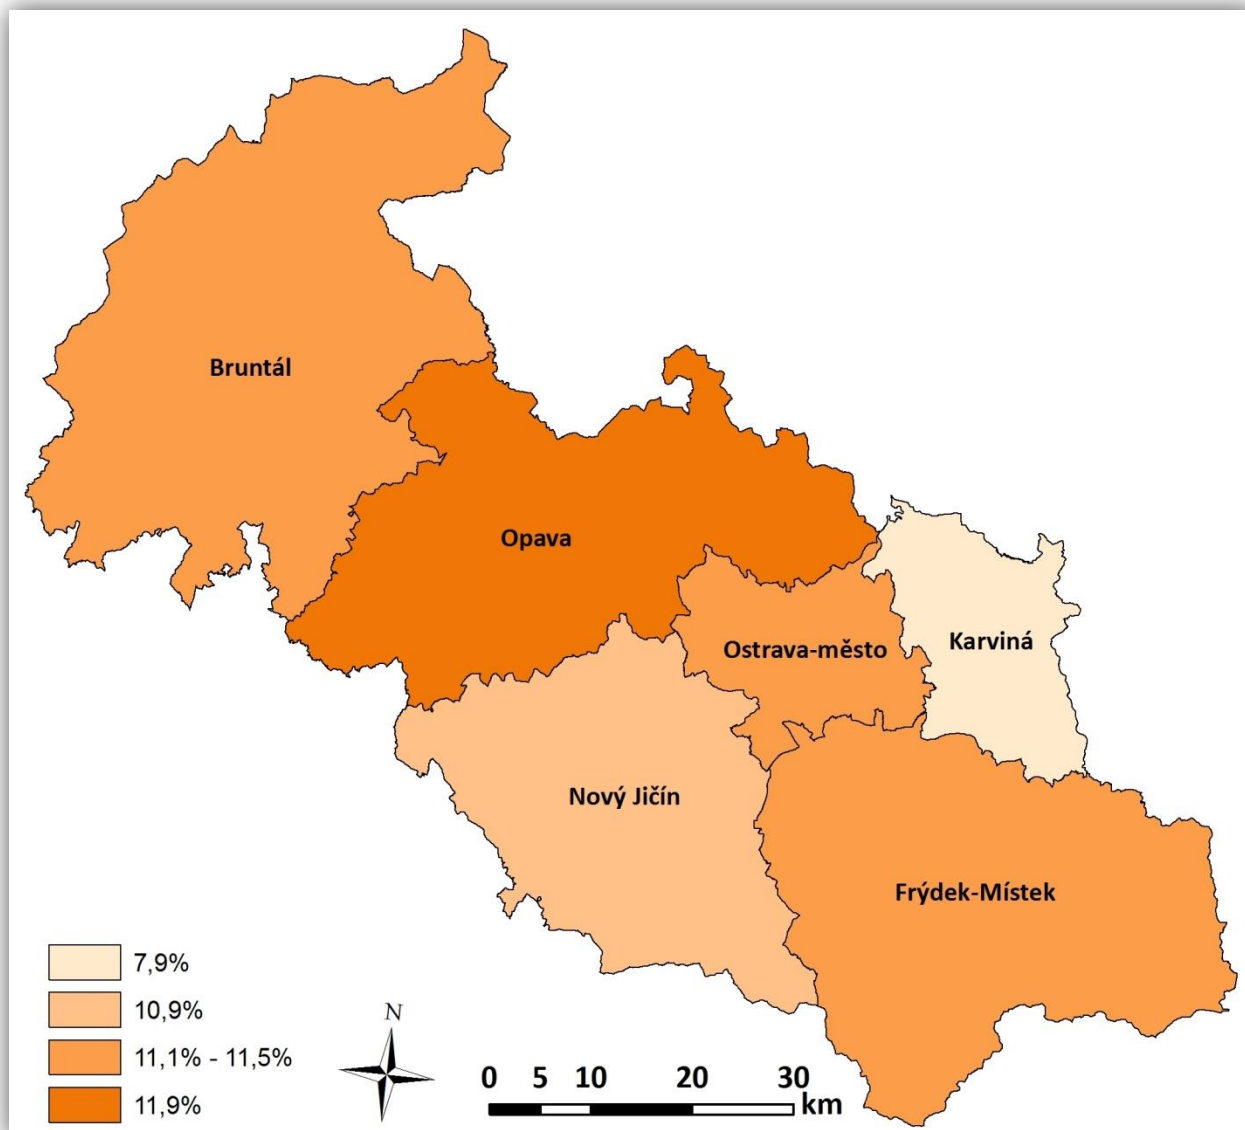 Bruntál
Opava
Ostrava-město
Karviná
Nový Jičín
Frýdek-Místek
7,9%
10,9%
11,1% - 11,5%
11,9%
N
0 5 10 20 30
km